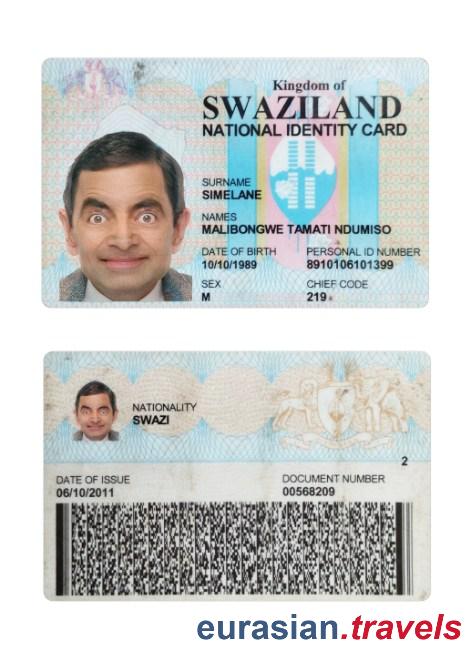 Kingdom of
SWAZILAND
NATIONAL IDENTITY CARD
SURNAME
SIMELANE
NAMES
MALIBONGWE TAMATI NDUMISO
DATE OF BIRTH PERSONAL ID NUMBER
10/10/1989 8910106101399
SEX CHIEF CODE
M 219
NATIONALITY
SWAZI
2
DATE OF ISSUE DOCUMENT NUMBER
06/10/2011 00568209
eurasian.travels